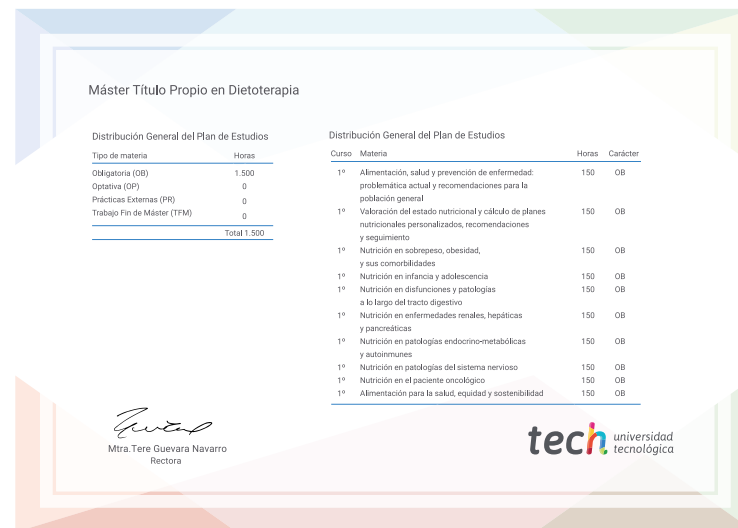 Máster Título Propio en Dietoterapia
Distribución General del Plan de Estudios
Tipo de materia Horas
Obligatoria (OB) 1.500
Optativa (OP) 0
Prácticas Externas (PR) 0
Trabajo Fin de Máster (TFM) 0
Total 1.500
Distribución General del Plan de Estudios
Curso Materia Horas Carácter
1º Alimentación, salud y prevención de enfermedad: 150 OB
problemática actual y recomendaciones para la
población general
1º Valoración del estado nutricional y cálculo de planes 150 OB
nutricionales personalizados, recomendaciones
y seguimiento
1º Nutrición en sobrepeso, obesidad, 150 OB
y sus comorbilidades
1º Nutrición en infancia y adolescencia 150 OB
1º Nutrición en disfunciones y patologías 150 OB
a lo largo del tracto digestivo
1º Nutrición en enfermedades renales, hepáticas 150 OB
y pancreáticas
1º Nutrición en patologías endocrino-metabólicas 150 OB
y autoinmunes
1º Nutrición en patologías del sistema nervioso 150 OB
1º Nutrición en el paciente oncológico 150 OB
1º Alimentación para la salud, equidad y sostenibilidad 150 OB
Mtra.Tere Guevara Navarro
Rectora
tech universidad
tecnológica